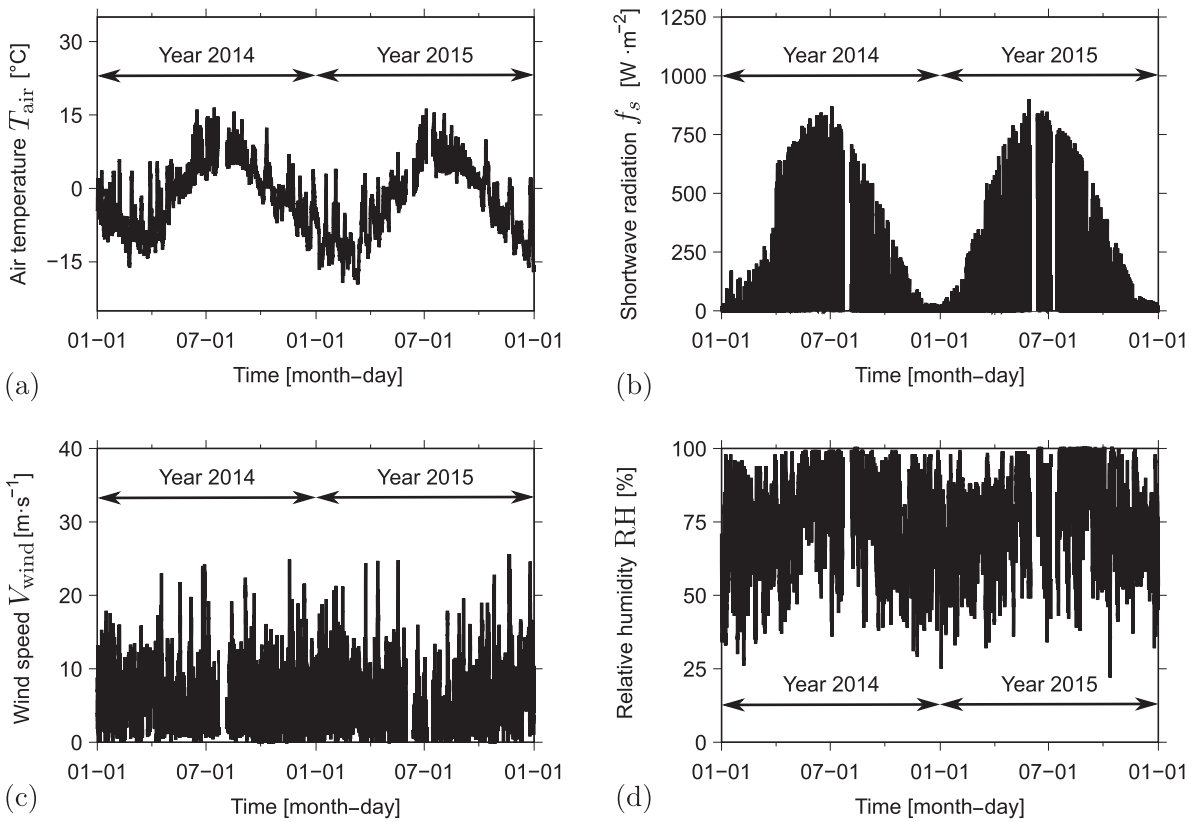 Air temperature T_air [°C]
30
15
0
−15
Year 2014
Year 2015
01−01
07−01
01−01
07−01
01−01
Time [month−day]
(a)
Shortwave radiation f_s [W·m⁻²]
1250
1000
750
500
250
0
Year 2014
Year 2015
01−01
07−01
01−01
07−01
01−01
Time [month−day]
(b)
Wind speed V_wind [m·s⁻¹]
40
30
20
10
0
Year 2014
Year 2015
01−01
07−01
01−01
07−01
01−01
Time [month−day]
(c)
Relative humidity RH [%]
100
75
50
25
0
Year 2014
Year 2015
01−01
07−01
01−01
07−01
01−01
Time [month−day]
(d)